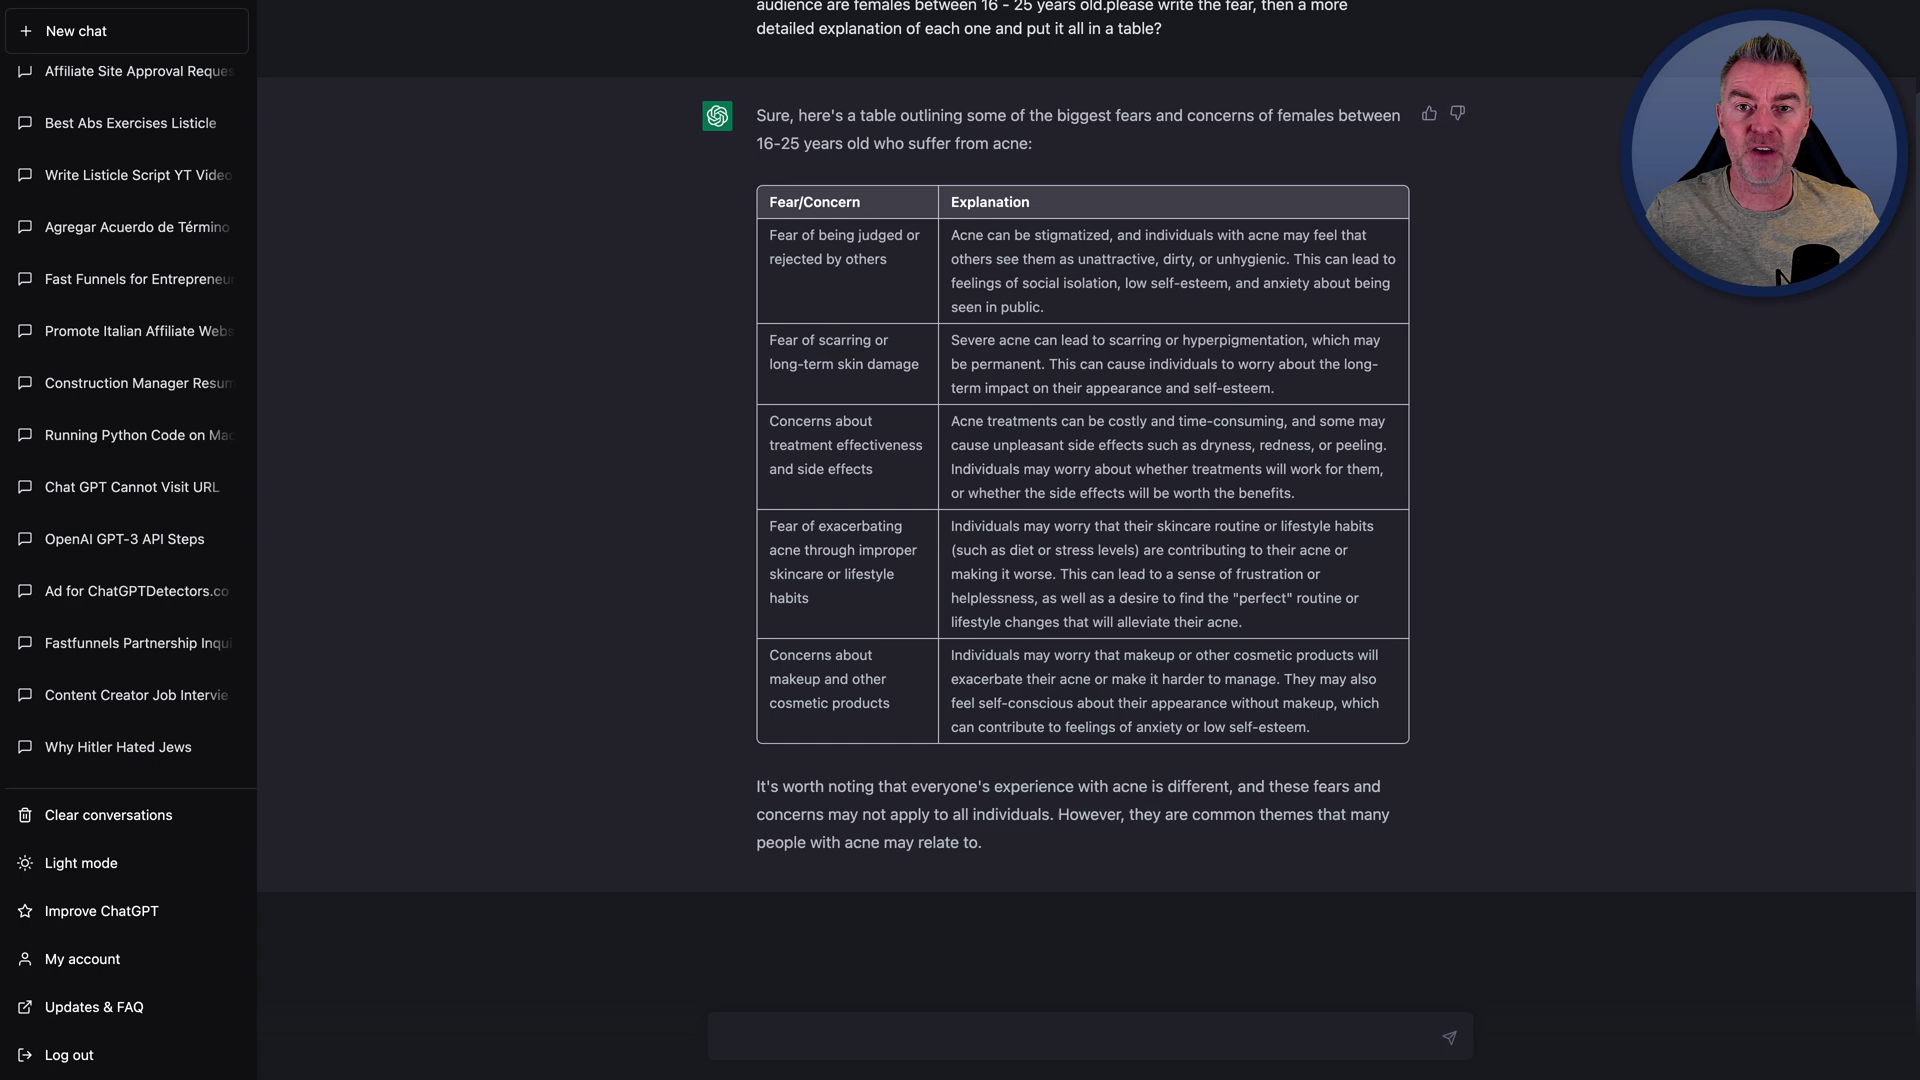 New chat
Affiliate Site Approval Reques
Best Abs Exercises Listicle
Write Listicle Script YT Video
Agregar Acuerdo de Término
Fast Funnels for Entrepreneur
Promote Italian Affiliate Webs
Construction Manager Resum
Running Python Code on Mac
Chat GPT Cannot Visit URL
OpenAI GPT-3 API Steps
Ad for ChatGPTDetectors.co
Fastfunnels Partnership Inqui
Content Creator Job Intervie
Why Hitler Hated Jews
Clear conversations
Light mode
Improve ChatGPT
My account
Updates & FAQ
Log out
audience are females between 16 - 25 years old.please write the fear, then a more
detailed explanation of each one and put it all in a table?
Sure, here's a table outlining some of the biggest fears and concerns of females between
16-25 years old who suffer from acne:
Fear/Concern
Explanation
Fear of being judged or
rejected by others
Acne can be stigmatized, and individuals with acne may feel that
others see them as unattractive, dirty, or unhygienic. This can lead to
feelings of social isolation, low self-esteem, and anxiety about being
seen in public.
Fear of scarring or
long-term skin damage
Severe acne can lead to scarring or hyperpigmentation, which may
be permanent. This can cause individuals to worry about the long-
term impact on their appearance and self-esteem.
Concerns about
treatment effectiveness
and side effects
Acne treatments can be costly and time-consuming, and some may
cause unpleasant side effects such as dryness, redness, or peeling.
Individuals may worry about whether treatments will work for them,
or whether the side effects will be worth the benefits.
Fear of exacerbating
acne through improper
skincare or lifestyle
habits
Individuals may worry that their skincare routine or lifestyle habits
(such as diet or stress levels) are contributing to their acne or
making it worse. This can lead to a sense of frustration or
helplessness, as well as a desire to find the "perfect" routine or
lifestyle changes that will alleviate their acne.
Concerns about
makeup and other
cosmetic products
Individuals may worry that makeup or other cosmetic products will
exacerbate their acne or make it harder to manage. They may also
feel self-conscious about their appearance without makeup, which
can contribute to feelings of anxiety or low self-esteem.
It's worth noting that everyone's experience with acne is different, and these fears and
concerns may not apply to all individuals. However, they are common themes that many
people with acne may relate to.